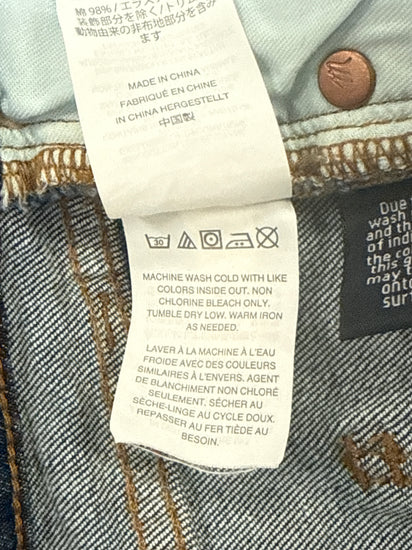 綿 98% / エラス
装飾部分を除く/トリム
動物由来の非布地部分を含み
ます
MADE IN CHINA
FABRIQUÉ EN CHINE
IN CHINA HERGESTELLT
中国製
30
MACHINE WASH COLD WITH LIKE
COLORS INSIDE OUT. NON
CHLORINE BLEACH ONLY.
TUMBLE DRY LOW. WARM IRON
AS NEEDED.
LAVER À LA MACHINE À L'EAU
FROIDE AVEC DES COULEURS
SIMILAIRES À L'ENVERS. AGENT
DE BLANCHIMENT NON CHLORÉ
SEULEMENT. SÉCHER AU
SÈCHE-LINGE AU CYCLE DOUX.
REPASSER AU FER TIÈDE AU
BESOIN.
Due
wash
and th
of indi
the co
this g
may b
onto
sur